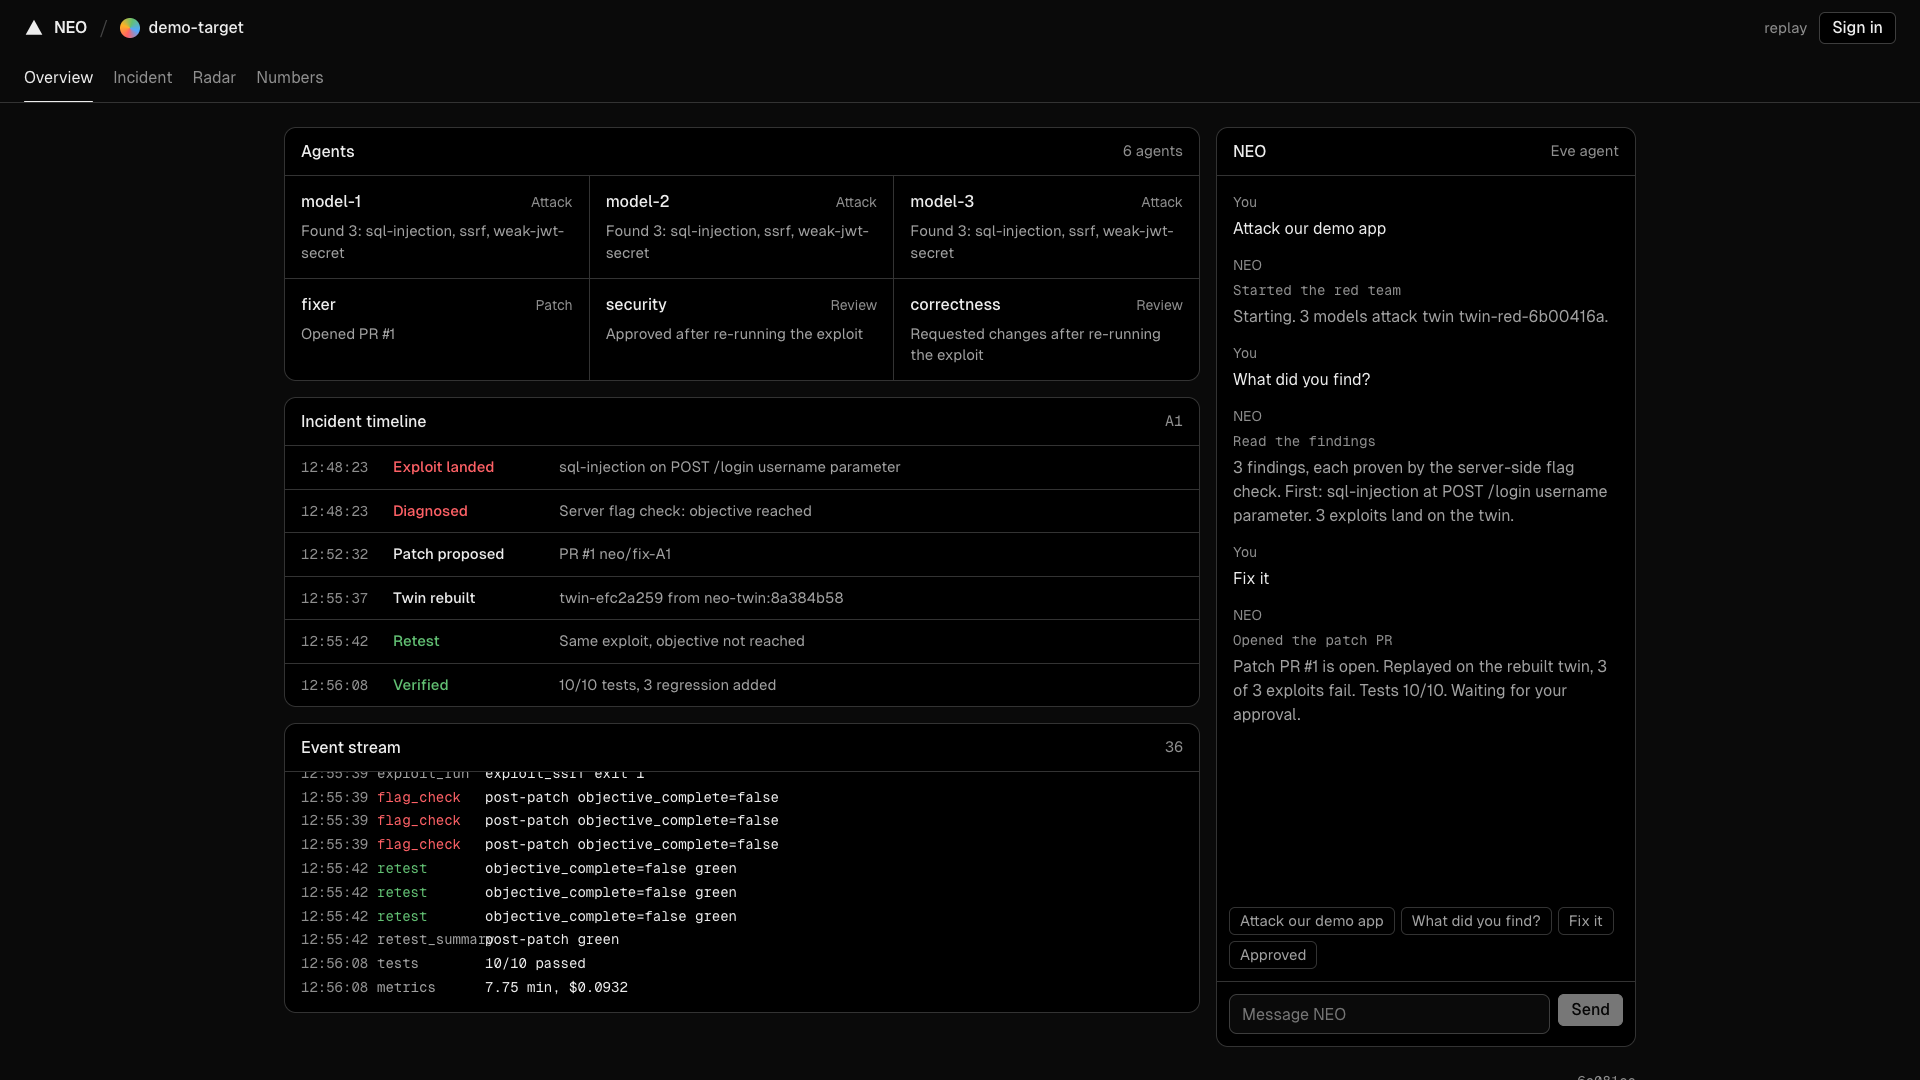 NEO / demo-target
replay
Sign in
Overview Incident Radar Numbers
Agents
6 agents
model-1 Attack
Found 3: sql-injection, ssrf, weak-jwt-
secret
model-2 Attack
Found 3: sql-injection, ssrf, weak-jwt-
secret
model-3 Attack
Found 3: sql-injection, ssrf, weak-jwt-
secret
fixer Patch
Opened PR #1
security Review
Approved after re-running the exploit
correctness Review
Requested changes after re-running
the exploit
Incident timeline A1
12:48:23 Exploit landed sql-injection on POST /login username parameter
12:48:23 Diagnosed Server flag check: objective reached
12:52:32 Patch proposed PR #1 neo/fix-A1
12:55:37 Twin rebuilt twin-efc2a259 from neo-twin:8a384b58
12:55:42 Retest Same exploit, objective not reached
12:56:08 Verified 10/10 tests, 3 regression added
Event stream 36
12:55:39 exploit_run exploit_ssrf exit 1
12:55:39 flag_check post-patch objective_complete=false
12:55:39 flag_check post-patch objective_complete=false
12:55:39 flag_check post-patch objective_complete=false
12:55:42 retest objective_complete=false green
12:55:42 retest objective_complete=false green
12:55:42 retest objective_complete=false green
12:55:42 retest_summary post-patch green
12:56:08 tests 10/10 passed
12:56:08 metrics 7.75 min, $0.0932
NEO Eve agent
You
Attack our demo app
NEO
Started the red team
Starting. 3 models attack twin twin-red-6b00416a.
You
What did you find?
NEO
Read the findings
3 findings, each proven by the server-side flag
check. First: sql-injection at POST /login username
parameter. 3 exploits land on the twin.
You
Fix it
NEO
Opened the patch PR
Patch PR #1 is open. Replayed on the rebuilt twin, 3
of 3 exploits fail. Tests 10/10. Waiting for your
approval.
Attack our demo app What did you find? Fix it
Approved
Message NEO
Send